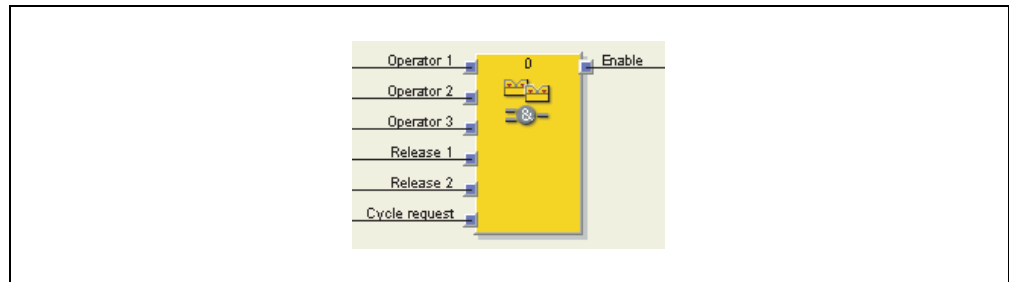 Operator 1
0
Enable
Operator 2
&
Operator 3
Release 1
Release 2
Cycle request